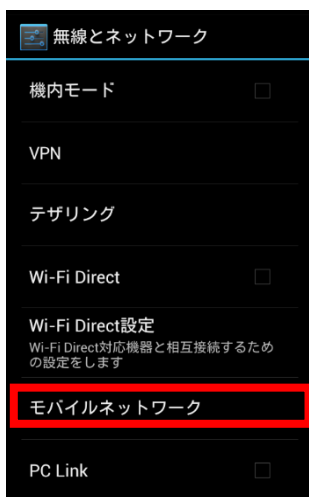 無線とネットワーク
機内モード
VPN
テザリング
Wi-Fi Direct
Wi-Fi Direct設定
Wi-Fi Direct対応機器と相互接続するため
の設定をします
モバイルネットワーク
PC Link